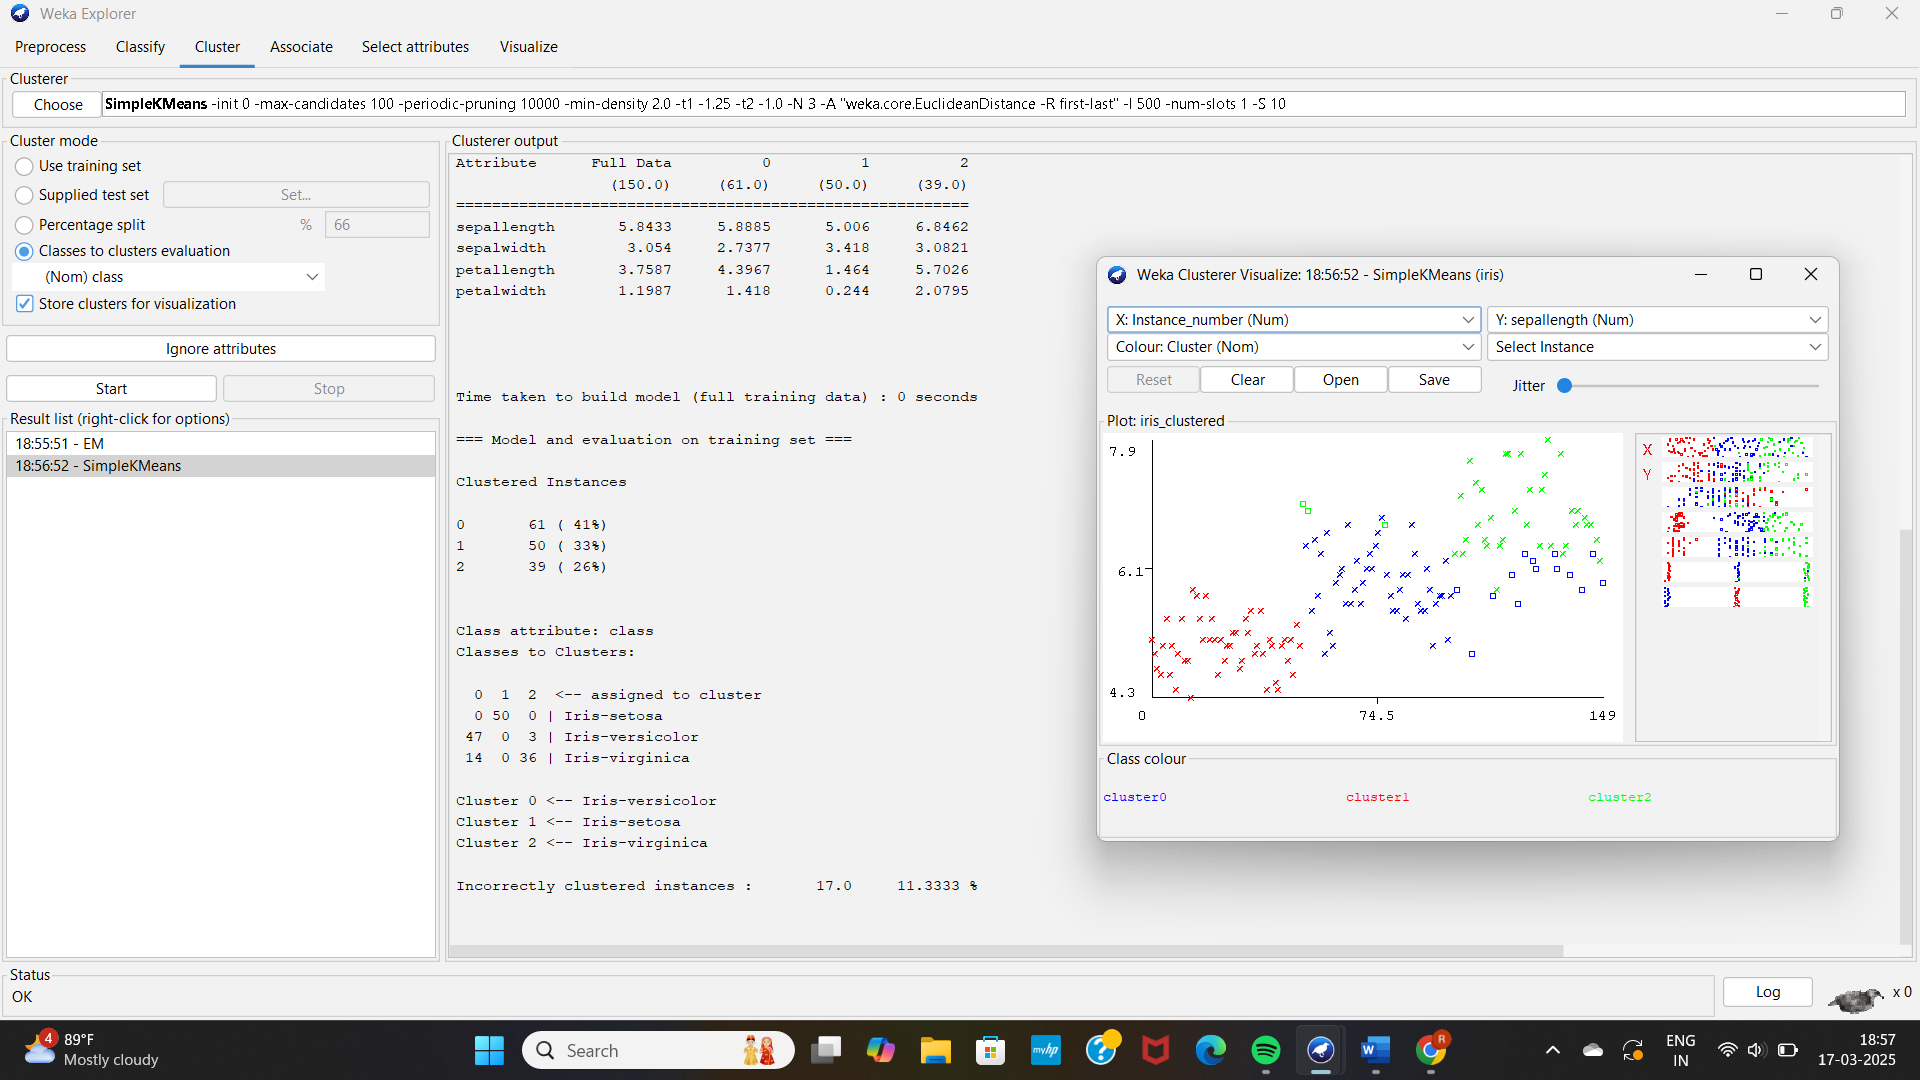 Weka Explorer
Preprocess Classify Cluster Associate Select attributes Visualize
Clusterer
Choose SimpleKMeans -init 0 -max-candidates 100 -periodic-pruning 10000 -min-density 2.0 -t1 -1.25 -t2 -1.0 -N 3 -A "weka.core.EuclideanDistance -R first-last" -I 500 -num-slots 1 -S 10
Cluster mode
Use training set
Supplied test set Set...
Percentage split % 66
Classes to clusters evaluation
(Nom) class
Store clusters for visualization
Ignore attributes
Start Stop
Result list (right-click for options)
18:55:51 - EM
18:56:52 - SimpleKMeans
Clusterer output
Attribute Full Data 0 1 2
(150.0) (61.0) (50.0) (39.0)
=========================================================
sepallength 5.8433 5.8885 5.006 6.8462
sepalwidth 3.054 2.7377 3.418 3.0821
petallength 3.7587 4.3967 1.464 5.7026
petalwidth 1.1987 1.418 0.244 2.0795
Time taken to build model (full training data) : 0 seconds
=== Model and evaluation on training set ===
Clustered Instances
0 61 ( 41%)
1 50 ( 33%)
2 39 ( 26%)
Class attribute: class
Classes to Clusters:
0 1 2 <-- assigned to cluster
0 50 0 | Iris-setosa
47 0 3 | Iris-versicolor
14 0 36 | Iris-virginica
Cluster 0 <-- Iris-versicolor
Cluster 1 <-- Iris-setosa
Cluster 2 <-- Iris-virginica
Incorrectly clustered instances : 17.0 11.3333 %
Weka Clusterer Visualize: 18:56:52 - SimpleKMeans (iris)
X: Instance_number (Num) Y: sepallength (Num)
Colour: Cluster (Nom) Select Instance
Reset Clear Open Save Jitter
Plot: iris_clustered
7.9
6.1
4.3
0 74.5 149
X
Y
Class colour
cluster0 cluster1 cluster2
Status
OK
Log
x 0
4
89°F
Mostly cloudy
Search
myhp
R
ENG
IN
18:57
17-03-2025